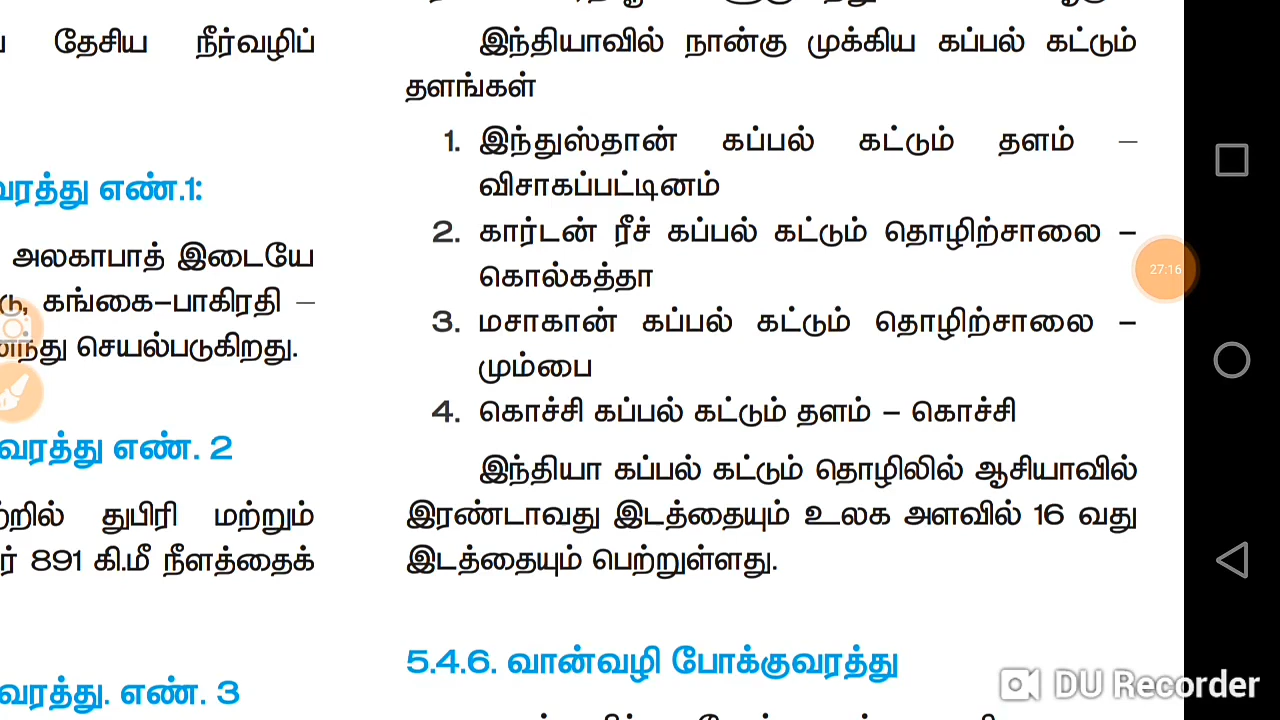 தேசிய நீர்வழிப்
வரத்து எண்.1:
அலகாபாத் இடையே
கங்கை–பாகிரதி –
செயல்படுகிறது.
வரத்து எண். 2
துபிரி மற்றும்
891 கி.மீ நீளத்தைக்
வரத்து. எண். 3
இந்தியாவில் நான்கு முக்கிய கப்பல் கட்டும்
தளங்கள்
1. இந்துஸ்தான் கப்பல் கட்டும் தளம் –
விசாகப்பட்டினம்
2. கார்டன் ரீச் கப்பல் கட்டும் தொழிற்சாலை –
கொல்கத்தா
3. மசாகான் கப்பல் கட்டும் தொழிற்சாலை –
மும்பை
4. கொச்சி கப்பல் கட்டும் தளம் – கொச்சி
இந்தியா கப்பல் கட்டும் தொழிலில் ஆசியாவில்
இரண்டாவது இடத்தையும் உலக அளவில் 16 வது
இடத்தையும் பெற்றுள்ளது.
5.4.6. வான்வழி போக்குவரத்து
27:16
DU Recorder